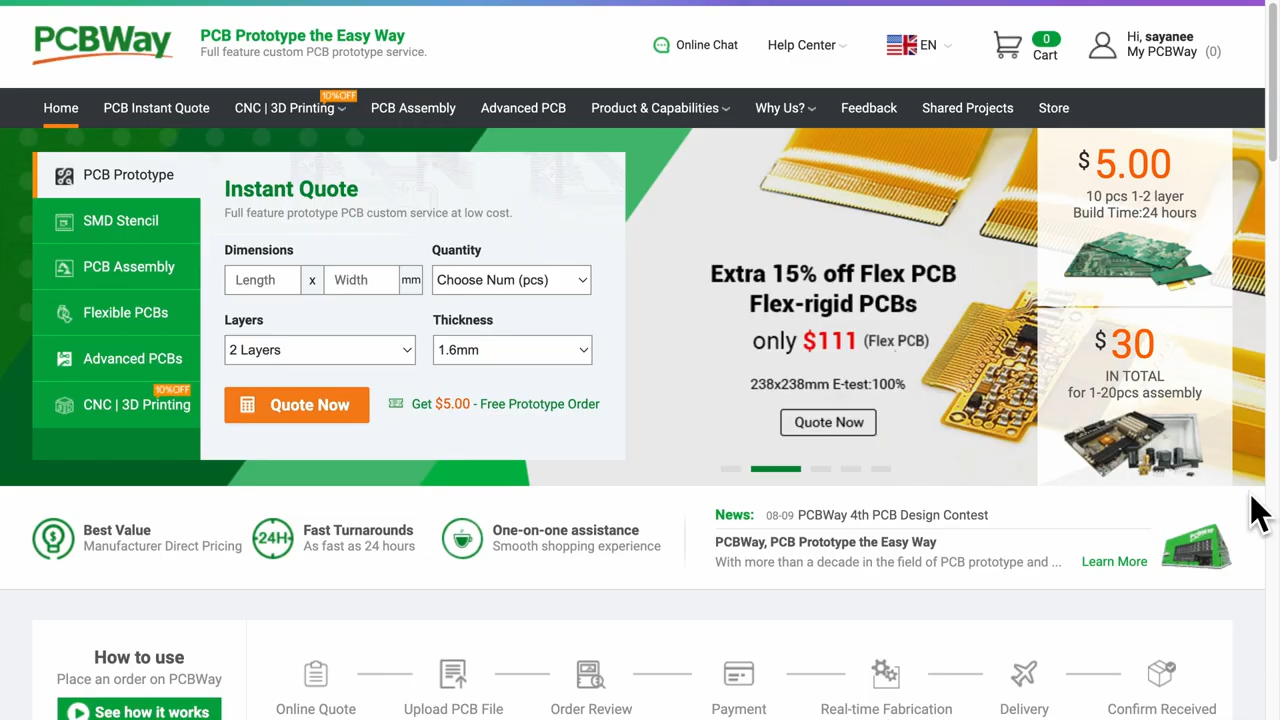 PCBWay
PCB Prototype the Easy Way
Full feature custom PCB prototype service.
Online Chat
Help Center
EN
0
Cart
Hi, sayanee
My PCBWay (0)
Home
PCB Instant Quote
10%OFF
CNC | 3D Printing
PCB Assembly
Advanced PCB
Product & Capabilities
Why Us?
Feedback
Shared Projects
Store
PCB Prototype
SMD Stencil
PCB Assembly
Flexible PCBs
Advanced PCBs
10%OFF
CNC | 3D Printing
Instant Quote
Full feature prototype PCB custom service at low cost.
Dimensions
Quantity
Length x Width mm
Choose Num (pcs)
Layers
Thickness
2 Layers
1.6mm
Quote Now
Get $5.00 - Free Prototype Order
Extra 15% off Flex PCB
Flex-rigid PCBs
only $111 (Flex PCB)
238x238mm E-test:100%
Quote Now
$5.00
10 pcs 1-2 layer
Build Time:24 hours
$30
IN TOTAL
for 1-20pcs assembly
Best Value
Manufacturer Direct Pricing
24H
Fast Turnarounds
As fast as 24 hours
One-on-one assistance
Smooth shopping experience
News: 08-09 PCBWay 4th PCB Design Contest
PCBWay, PCB Prototype the Easy Way
With more than a decade in the field of PCB prototype and ...
Learn More
How to use
Place an order on PCBWay
See how it works
Online Quote
Upload PCB File
Order Review
Payment
Real-time Fabrication
Delivery
Confirm Received